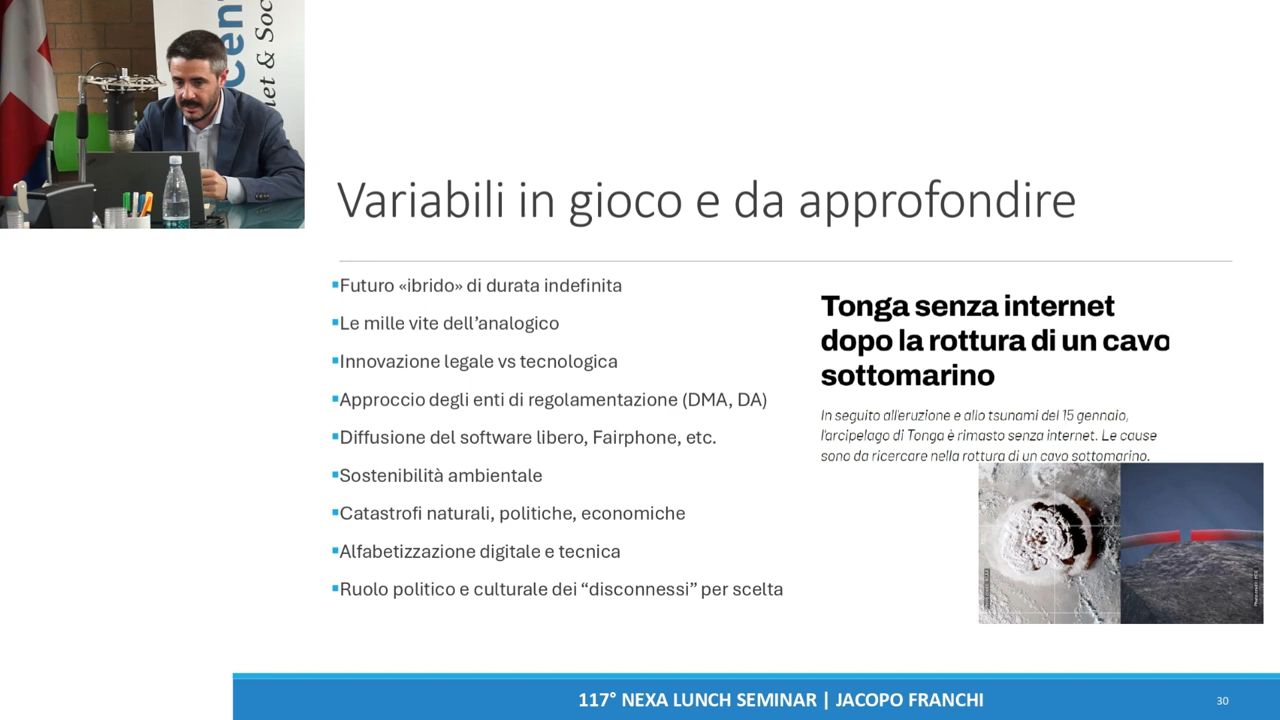 Cen
net & Soc
Variabili in gioco e da approfondire
▪Futuro «ibrido» di durata indefinita
▪Le mille vite dell’analogico
▪Innovazione legale vs tecnologica
▪Approccio degli enti di regolamentazione (DMA, DA)
▪Diffusione del software libero, Fairphone, etc.
▪Sostenibilità ambientale
▪Catastrofi naturali, politiche, economiche
▪Alfabetizzazione digitale e tecnica
▪Ruolo politico e culturale dei “disconnessi” per scelta
Tonga senza internet
dopo la rottura di un cavo
sottomarino
In seguito all'eruzione e allo tsunami del 15 gennaio,
l'arcipelago di Tonga è rimasto senza internet. Le cause
sono da ricercare nella rottura di un cavo sottomarino.
117° NEXA LUNCH SEMINAR | JACOPO FRANCHI
30